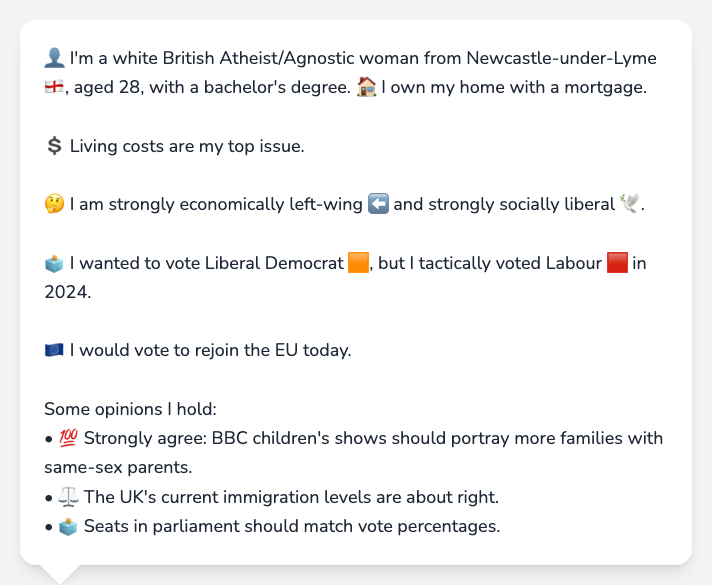 👤 I'm a white British Atheist/Agnostic woman from Newcastle-under-Lyme
🏴󠁧󠁢󠁥󠁮󠁧󠁿, aged 28, with a bachelor's degree. 🏠 I own my home with a mortgage.
💲 Living costs are my top issue.
🤔 I am strongly economically left-wing ⬅️ and strongly socially liberal 🕊️.
🗳️ I wanted to vote Liberal Democrat 🟧, but I tactically voted Labour 🟥 in
2024.
🇪🇺 I would vote to rejoin the EU today.
Some opinions I hold:
• 💯 Strongly agree: BBC children's shows should portray more families with
same-sex parents.
• ⚖️ The UK's current immigration levels are about right.
• 🗳️ Seats in parliament should match vote percentages.